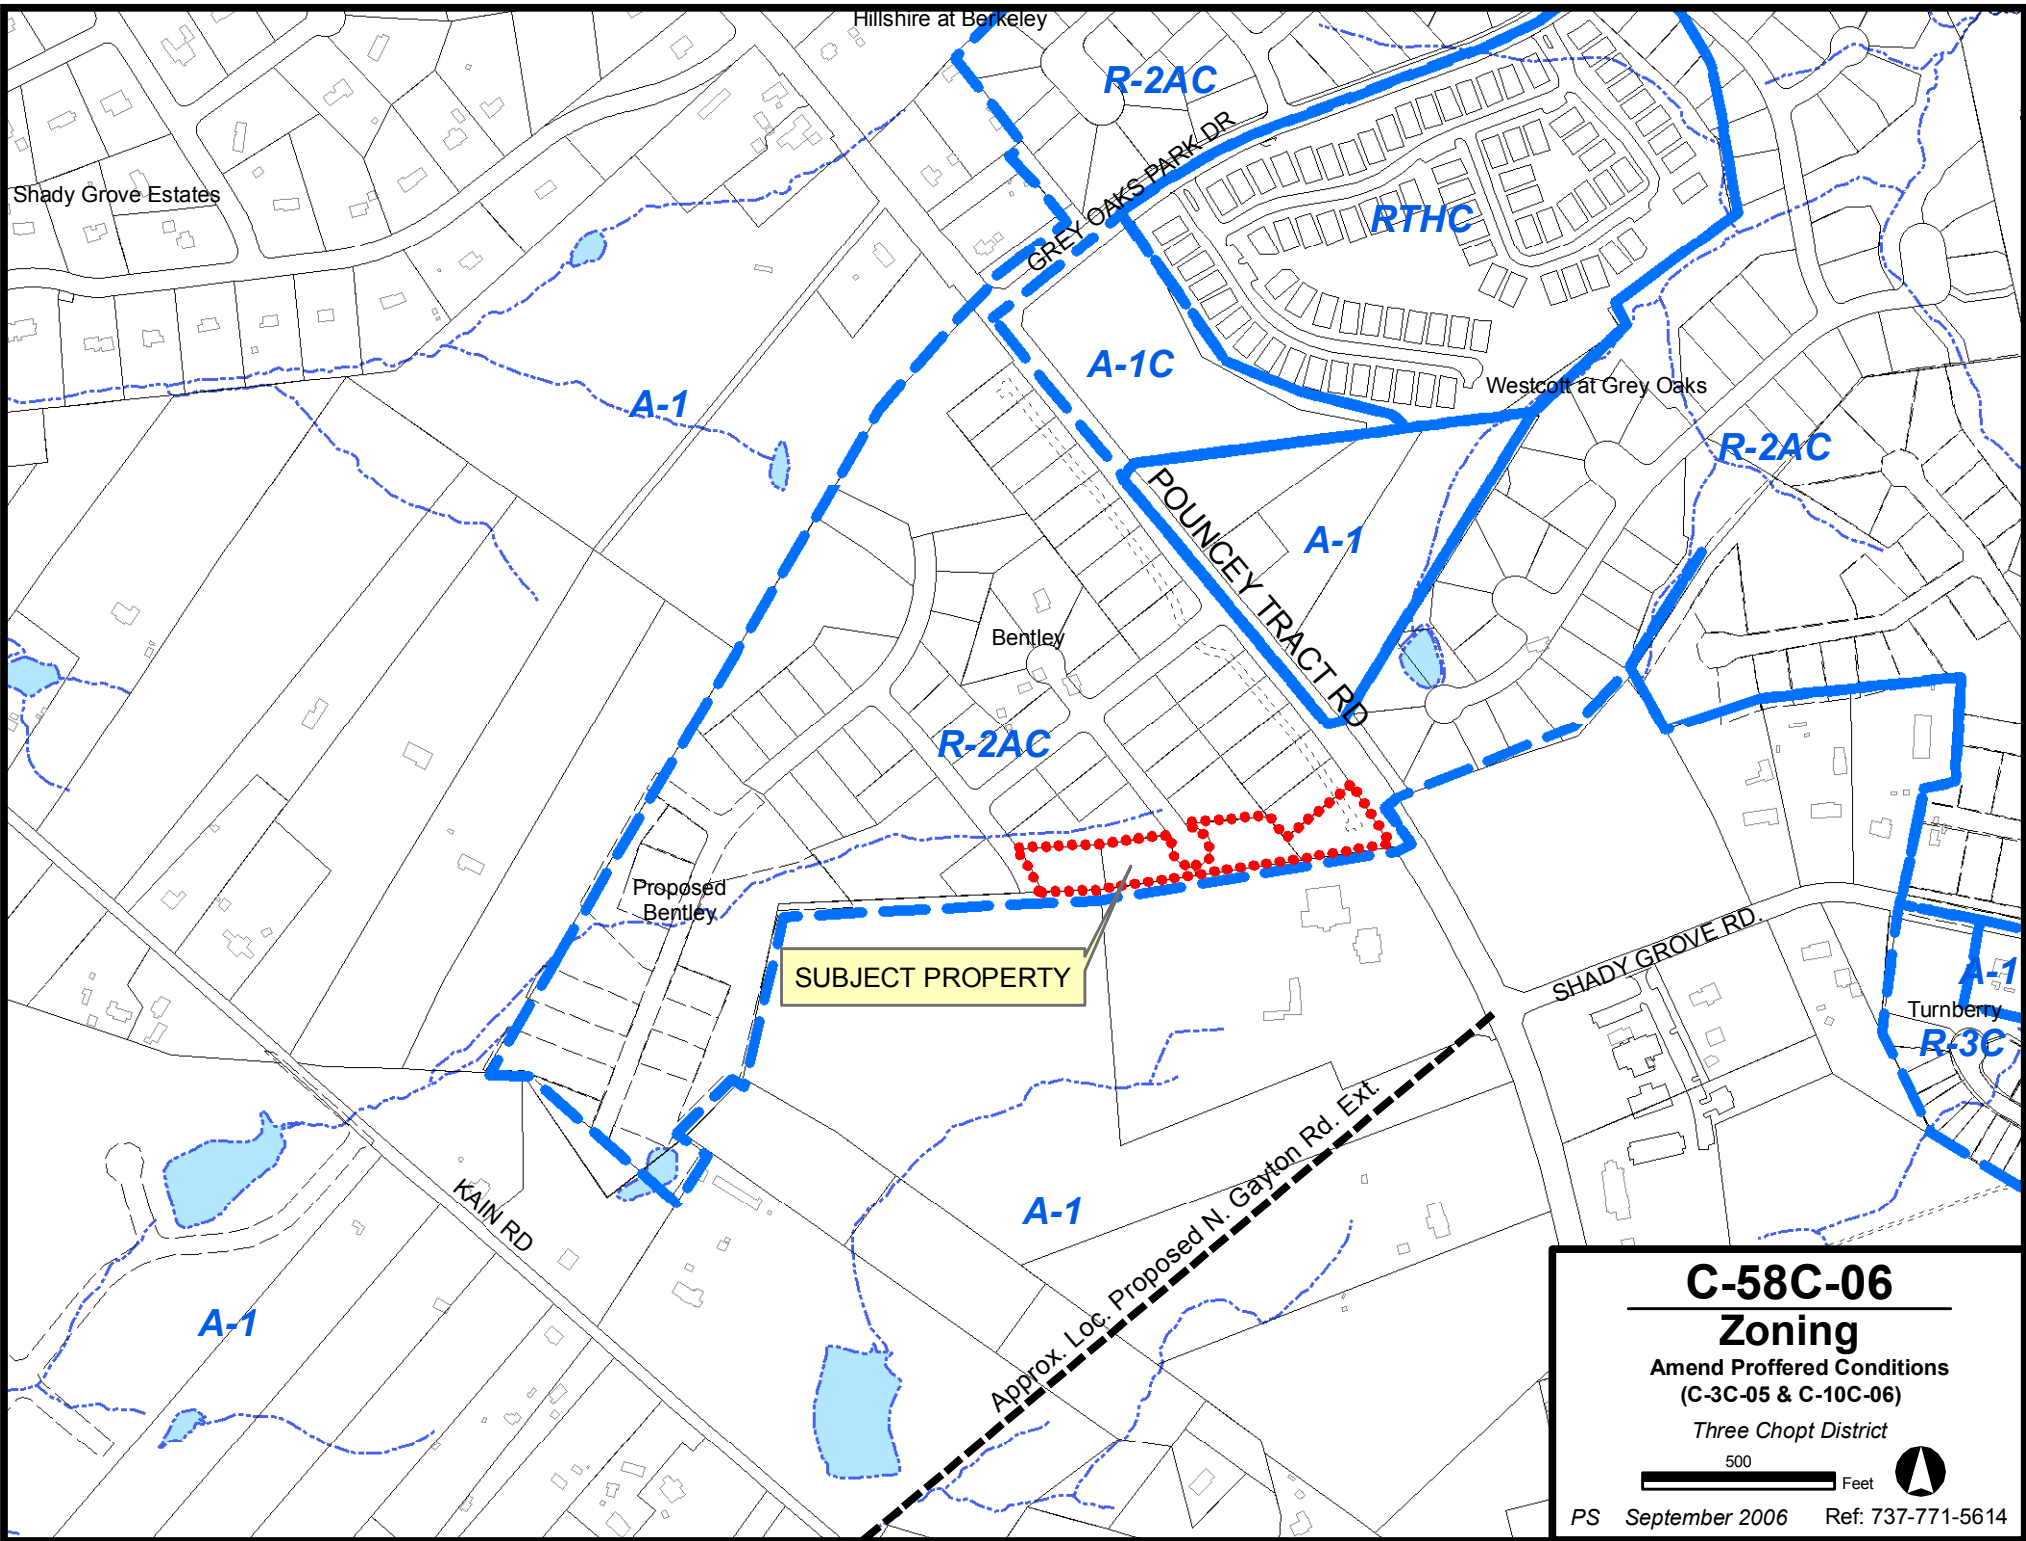 Hillshire at Berkeley
R-2AC
GREY OAKS PARK DR
Shady Grove Estates
RTHC
A-1C
A-1
Westcott at Grey Oaks
R-2AC
POUNCEY TRACT RD
A-1
Bentley
R-2AC
Proposed
Bentley
SUBJECT PROPERTY
SHADY GROVE RD.
A-1
Turnberry
R-3C
KAIN RD
A-1
Approx. Loc. Proposed N. Gayton Rd. Ext.
A-1
C-58C-06
Zoning
Amend Proffered Conditions
(C-3C-05 & C-10C-06)
Three Chopt District
500
Feet
PS September 2006 Ref: 737-771-5614